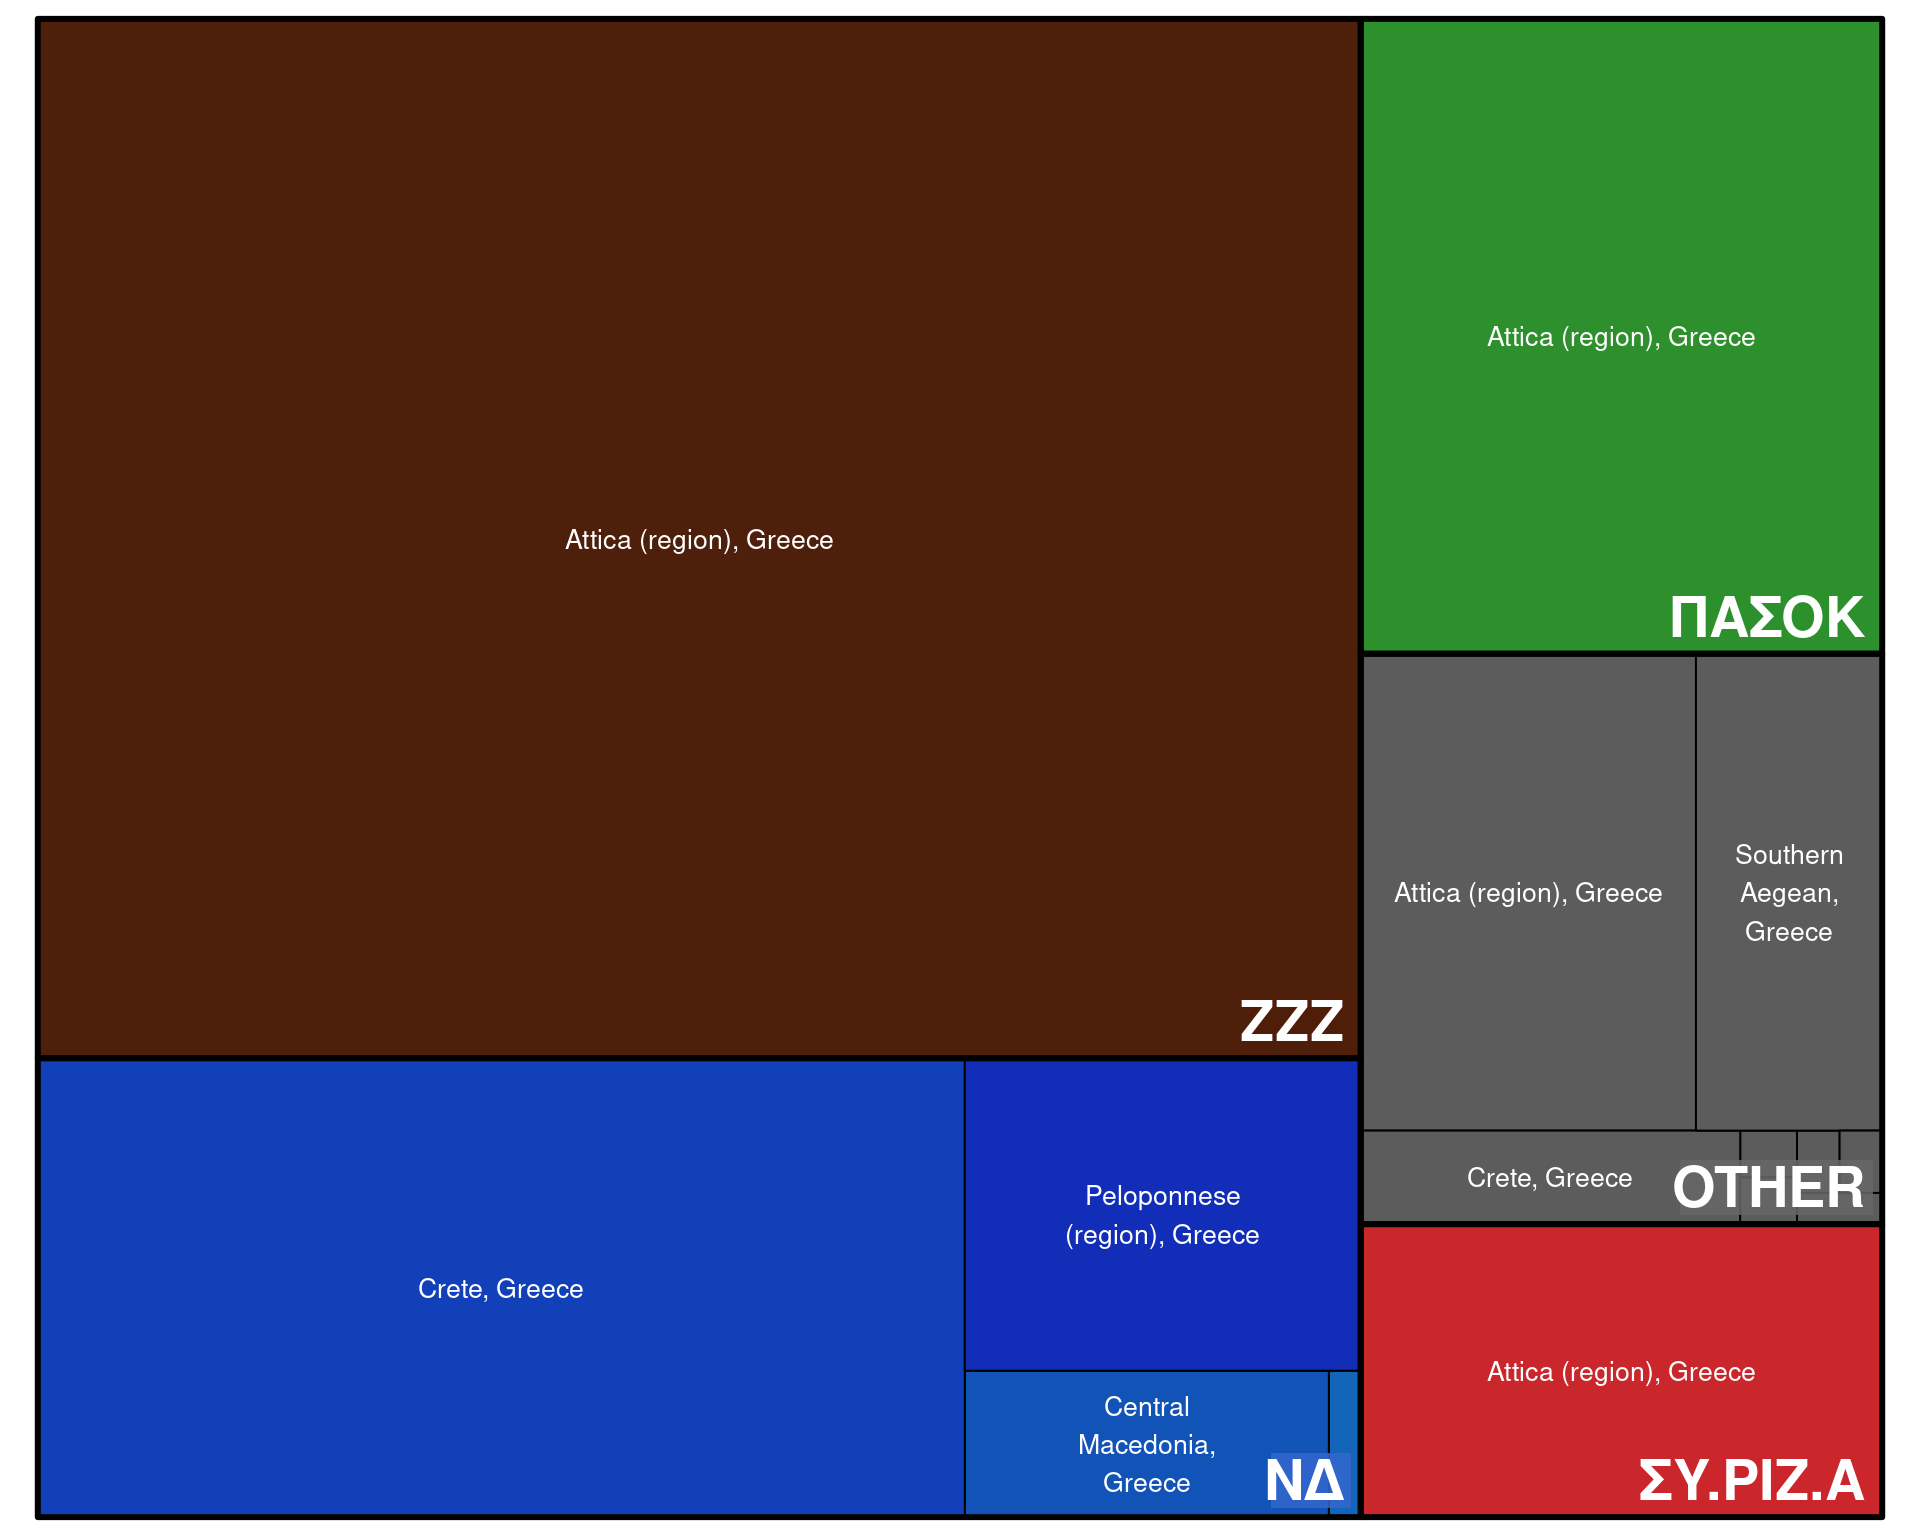 Attica (region), Greece
ZZZ
Crete, Greece
Peloponnese
(region), Greece
Central
Macedonia,
Greece
ΝΔ
Attica (region), Greece
ΠΑΣΟΚ
Attica (region), Greece
Southern
Aegean,
Greece
Crete, Greece
OTHER
Attica (region), Greece
ΣΥ.ΡΙΖ.Α